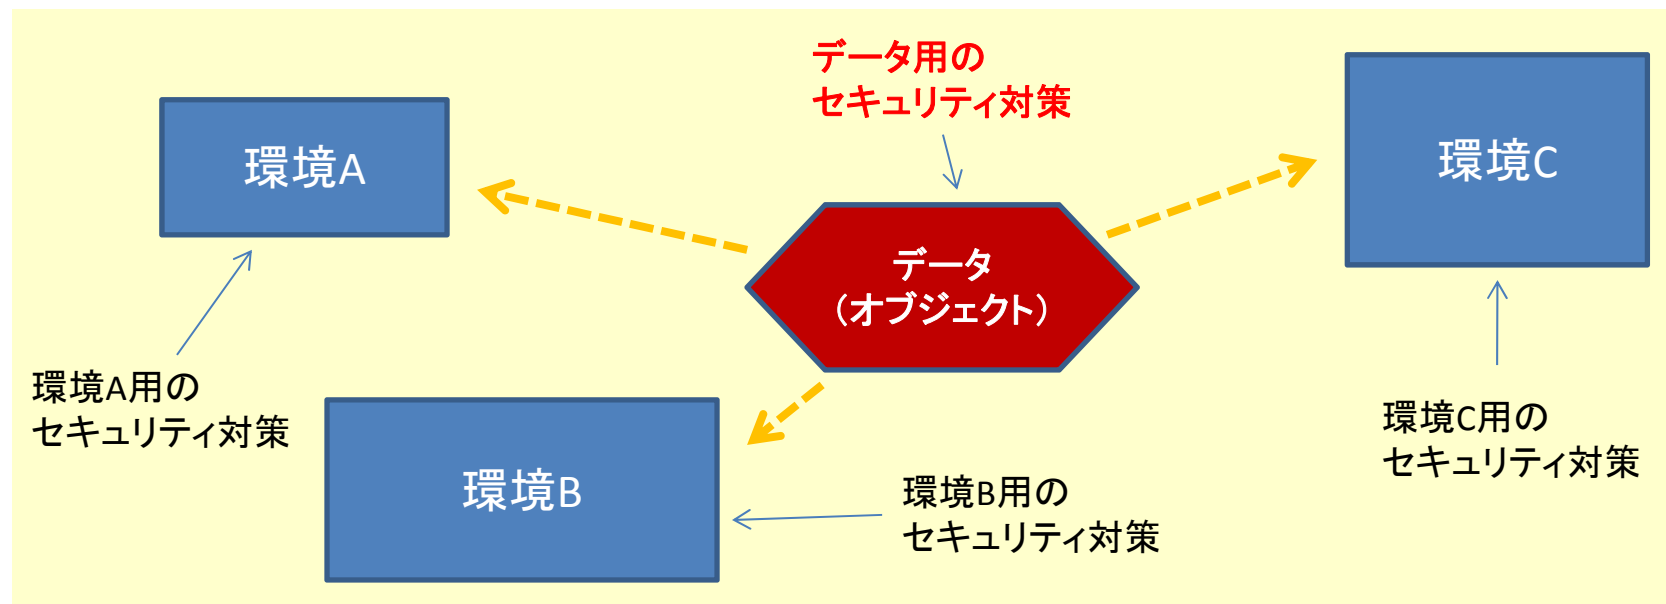 データ用の
セキュリティ対策
環境A
環境C
データ
（オブジェクト）
環境A用の
セキュリティ対策
環境B
環境B用の
セキュリティ対策
環境C用の
セキュリティ対策